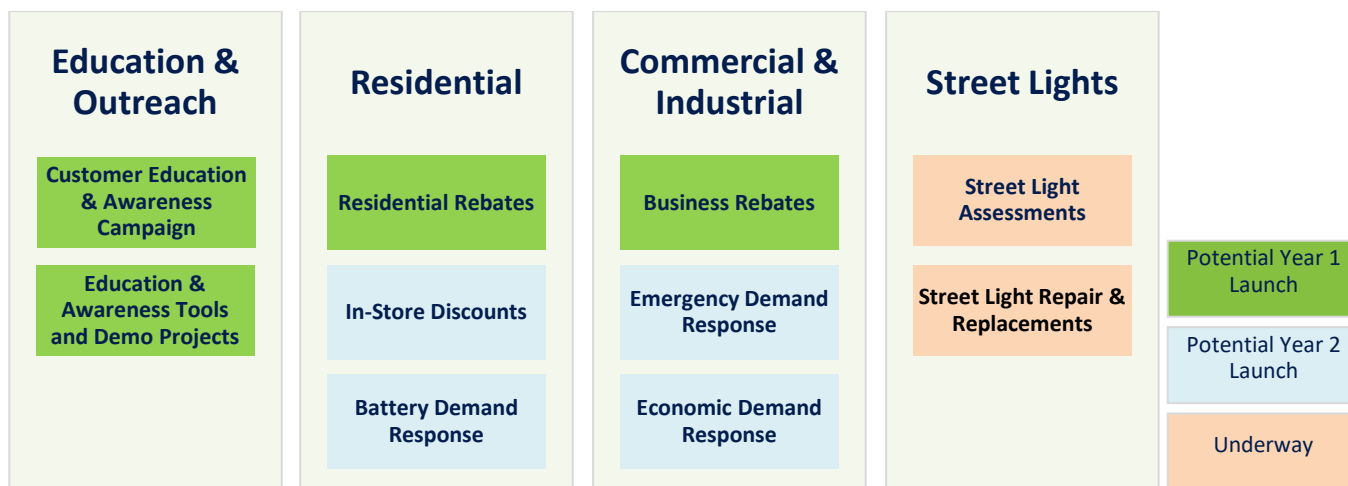 Education &
Outreach
Customer Education
& Awareness
Campaign
Education &
Awareness Tools
and Demo Projects
Residential
Residential Rebates
In-Store Discounts
Battery Demand
Response
Commercial &
Industrial
Business Rebates
Emergency Demand
Response
Economic Demand
Response
Street Lights
Street Light
Assessments
Street Light Repair &
Replacements
Potential Year 1
Launch
Potential Year 2
Launch
Underway